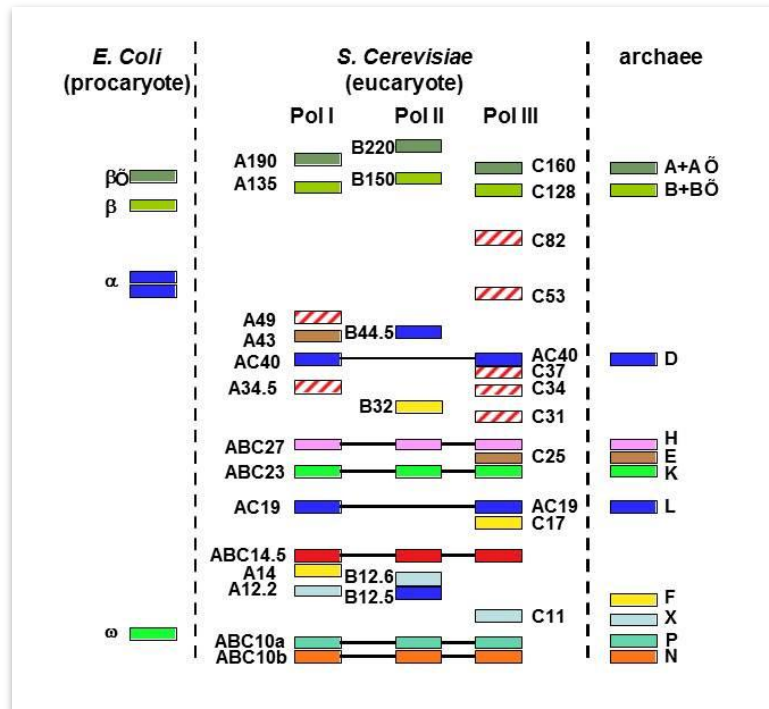 E. Coli
(procaryote)
S. Cerevisiae
(eucaryote)
archaee
Pol I
Pol II
Pol III
βÕ
β
α
ω
A190
A135
A49
A43
AC40
A34.5
ABC27
ABC23
AC19
ABC14.5
A14
A12.2
ABC10a
ABC10b
B220
B150
B44.5
B32
B12.6
B12.5
C160
C128
C82
C53
AC40
C37
C34
C31
C25
AC19
C17
C11
A+A Õ
B+BÕ
D
H
E
K
L
F
X
P
N